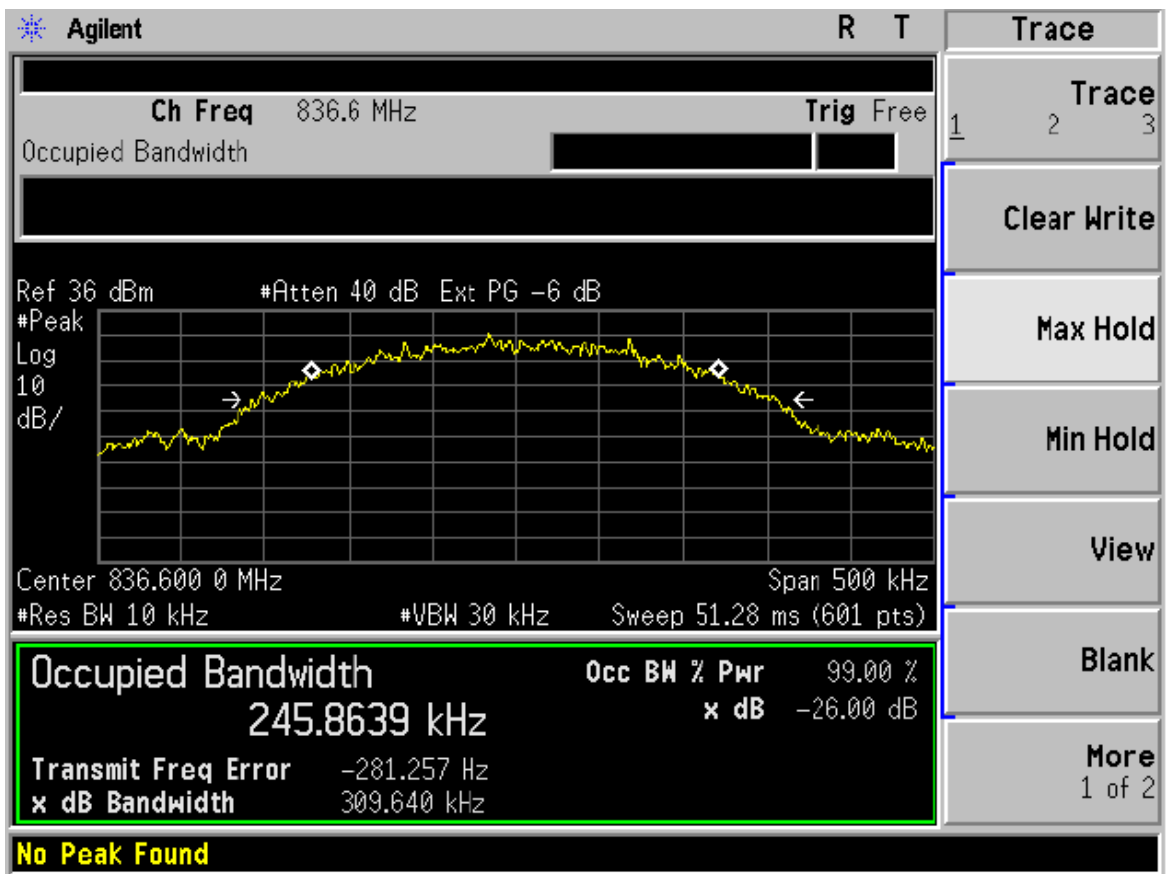 Agilent R T
Ch Freq 836.6 MHz Trig Free
Occupied Bandwidth
Ref 36 dBm #Atten 40 dB Ext PG -6 dB
#Peak
Log
10
dB/
Center 836.600 0 MHz Span 500 kHz
#Res BW 10 kHz #VBW 30 kHz Sweep 51.28 ms (601 pts)
Occupied Bandwidth Occ BW % Pwr 99.00 %
245.8639 kHz x dB -26.00 dB
Transmit Freq Error -281.257 Hz
x dB Bandwidth 309.640 kHz
No Peak Found
Trace
Trace
1 2 3
Clear Write
Max Hold
Min Hold
View
Blank
More
1 of 2